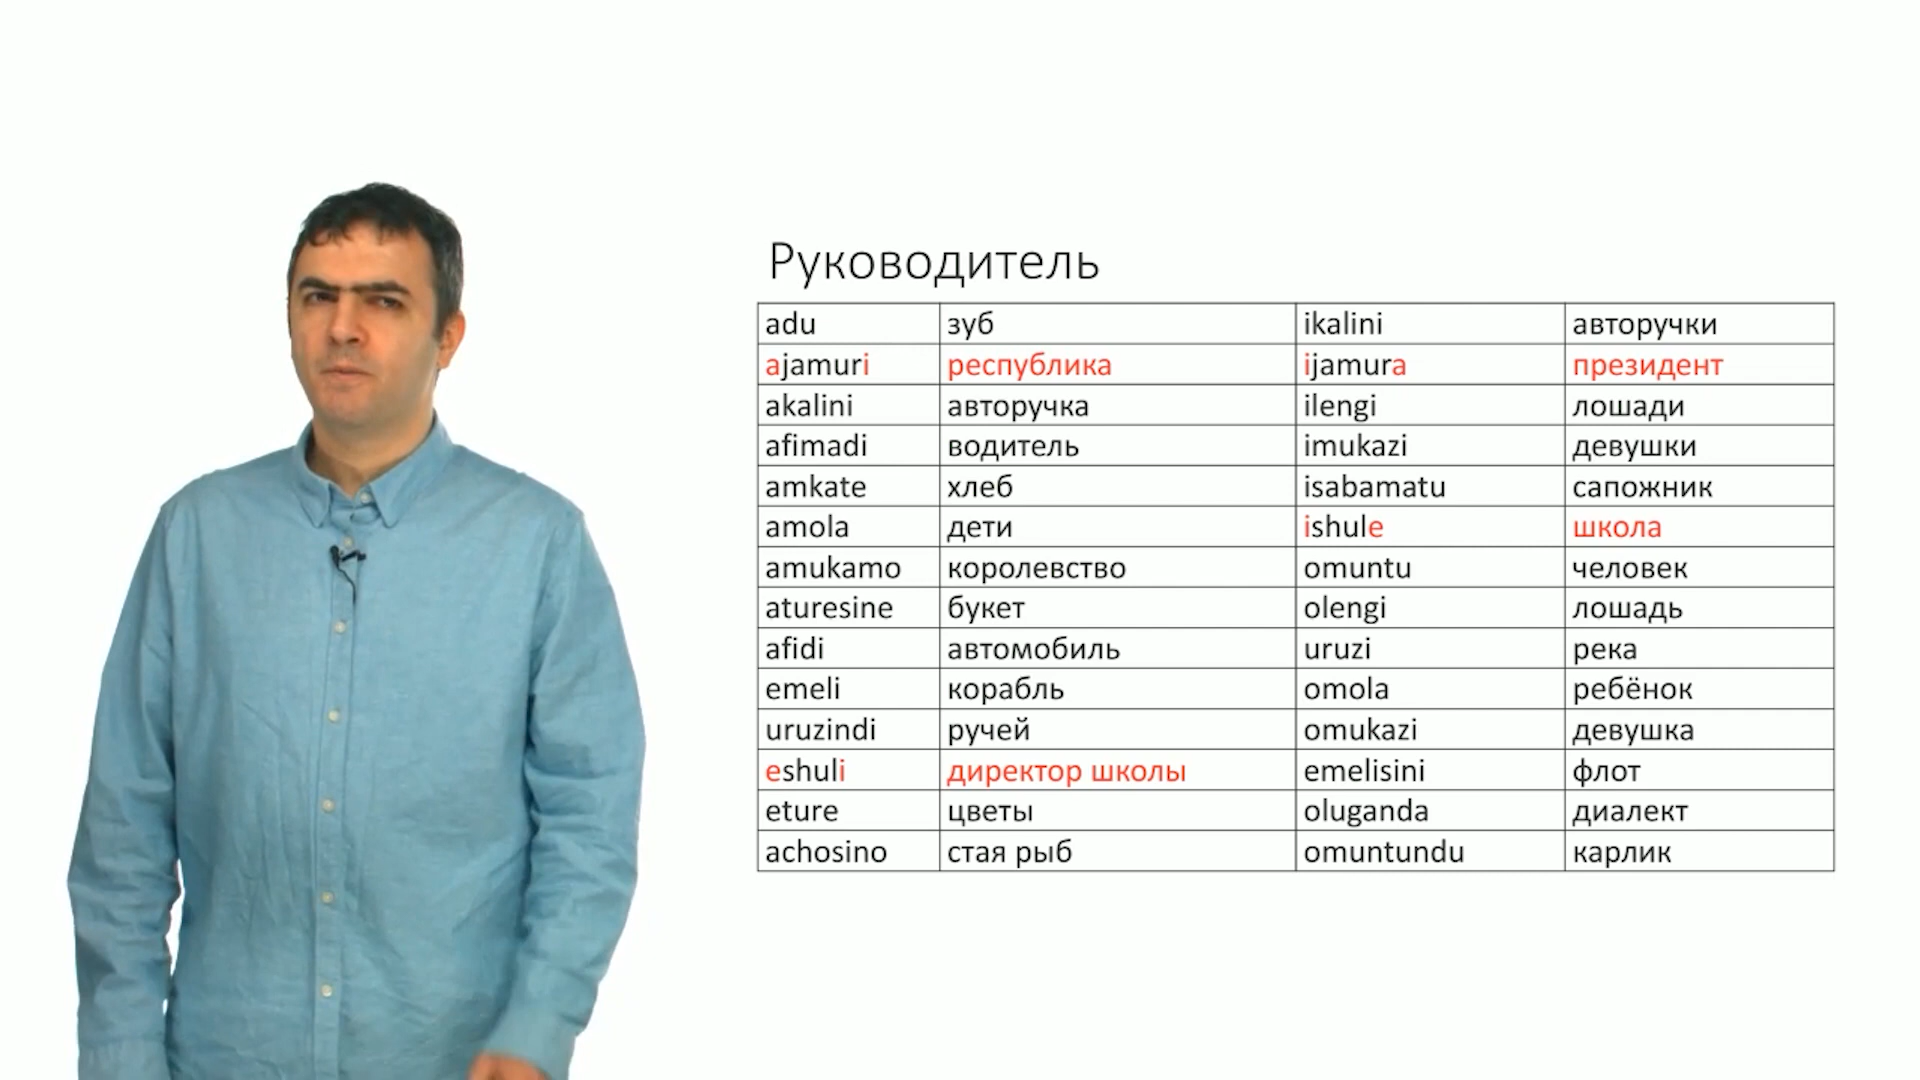 Руководитель
adu зуб ikalini авторучки
ajamuri республика ijamura президент
akalini авторучка ilengi лошади
afimadi водитель imukazi девушки
amkate хлеб isabamatu сапожник
amola дети ishule школа
amukamo королевство omuntu человек
aturesine букет olengi лошадь
afidi автомобиль uruzi река
emeli корабль omola ребёнок
uruzindi ручей omukazi девушка
eshuli директор школы emelisini флот
eture цветы oluganda диалект
achosino стая рыб omuntundu карлик